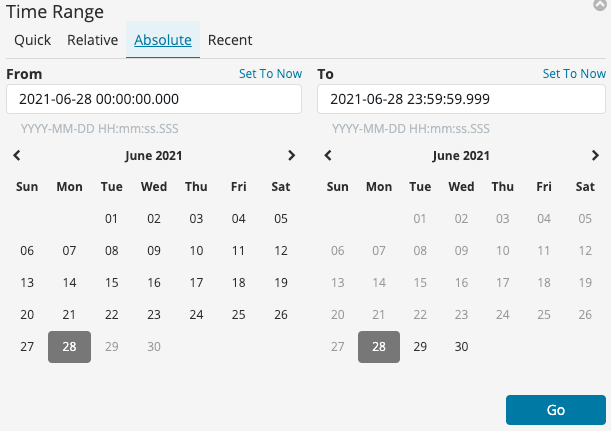 Time Range
Quick Relative Absolute Recent
From Set To Now
2021-06-28 00:00:00.000
YYYY-MM-DD HH:mm:ss.SSS
June 2021
Sun Mon Tue Wed Thu Fri Sat
01 02 03 04 05
06 07 08 09 10 11 12
13 14 15 16 17 18 19
20 21 22 23 24 25 26
27 28 29 30
To Set To Now
2021-06-28 23:59:59.999
YYYY-MM-DD HH:mm:ss.SSS
June 2021
Sun Mon Tue Wed Thu Fri Sat
01 02 03 04 05
06 07 08 09 10 11 12
13 14 15 16 17 18 19
20 21 22 23 24 25 26
27 28 29 30
Go